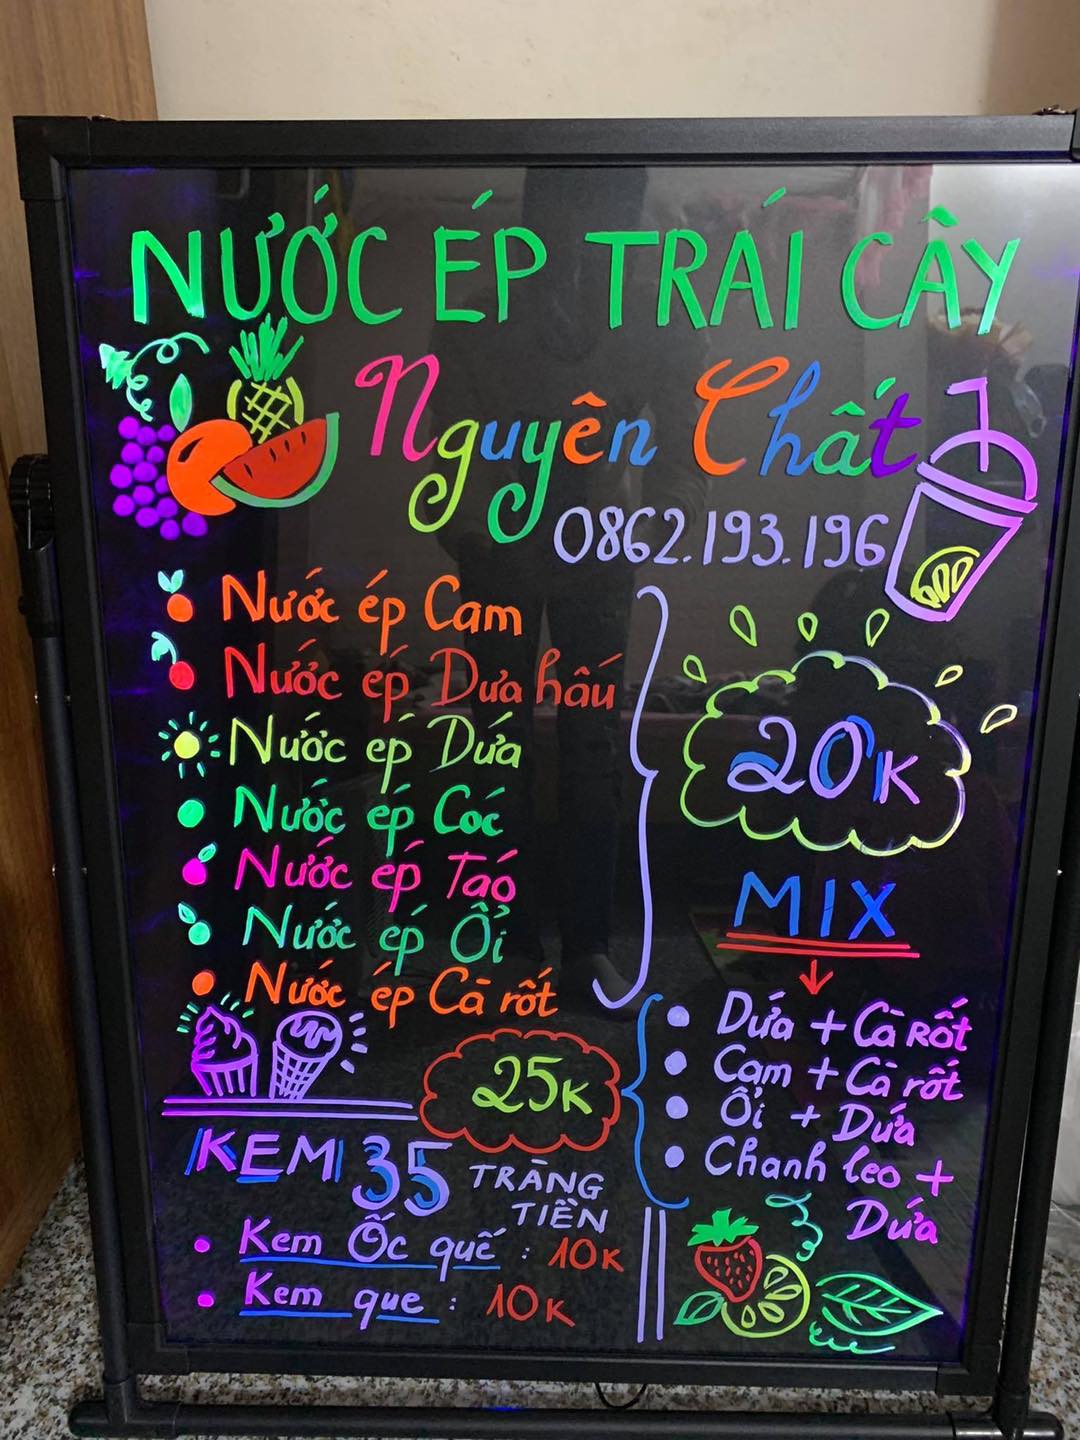 NƯỚC ÉP TRÁI CÂY
Nguyên Chất
0862.193.196
Nước ép Cam
Nước ép Dưa hấu
Nước ép Dứa
Nước ép Cóc
Nước ép Táo
Nước ép Ổi
Nước ép Cà rốt
20K
MIX
Dứa + Cà Rốt
Cam + Cà rốt
Ổi + Dứa
Chanh leo +
Dứa
25K
KEM 35 TRÀNG
TIỀN
Kem Ốc quế : 10K
Kem que : 10K